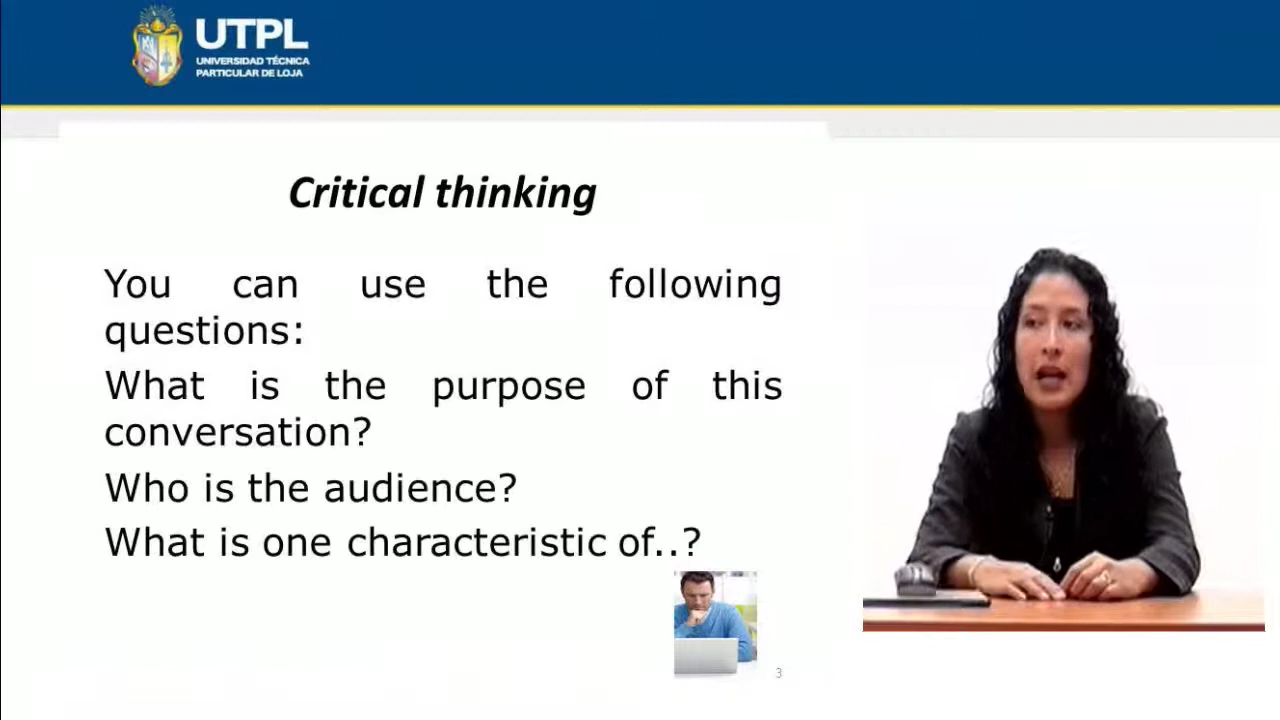 UTPL
UNIVERSIDAD TÉCNICA
PARTICULAR DE LOJA
Critical thinking
You can use the following
questions:
What is the purpose of this
conversation?
Who is the audience?
What is one characteristic of..?
3